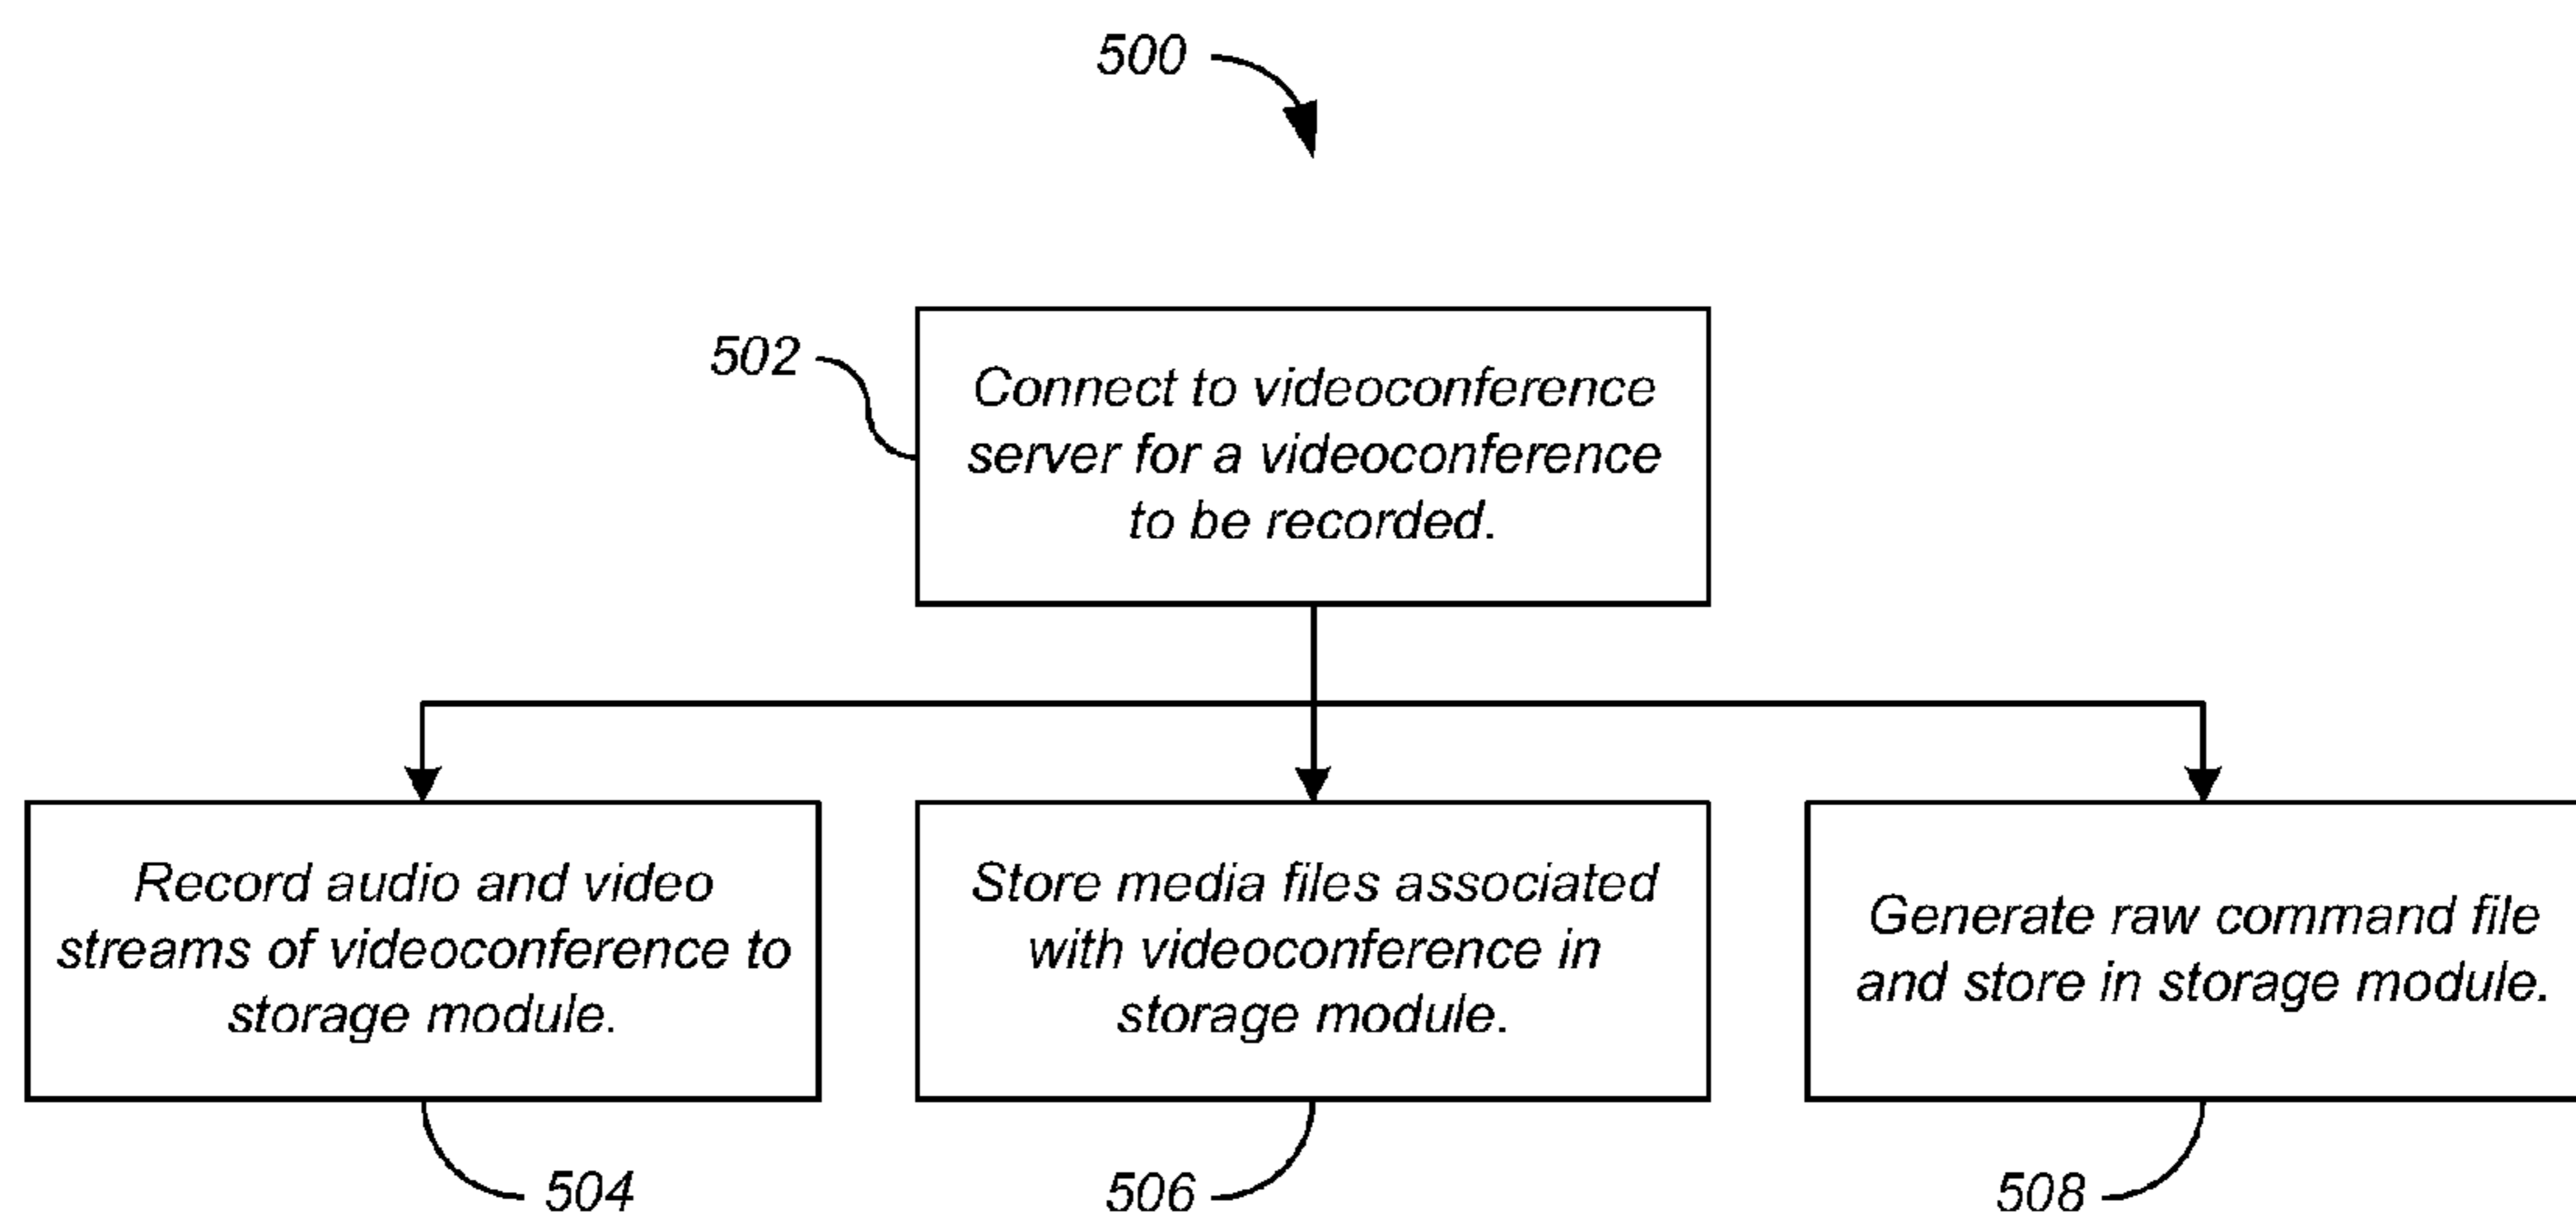 500
502
Connect to videoconference
server for a videoconference
to be recorded.
Record audio and video
streams of videoconference to
storage module.
Store media files associated
with videoconference in
storage module.
Generate raw command file
and store in storage module.
504
506
508